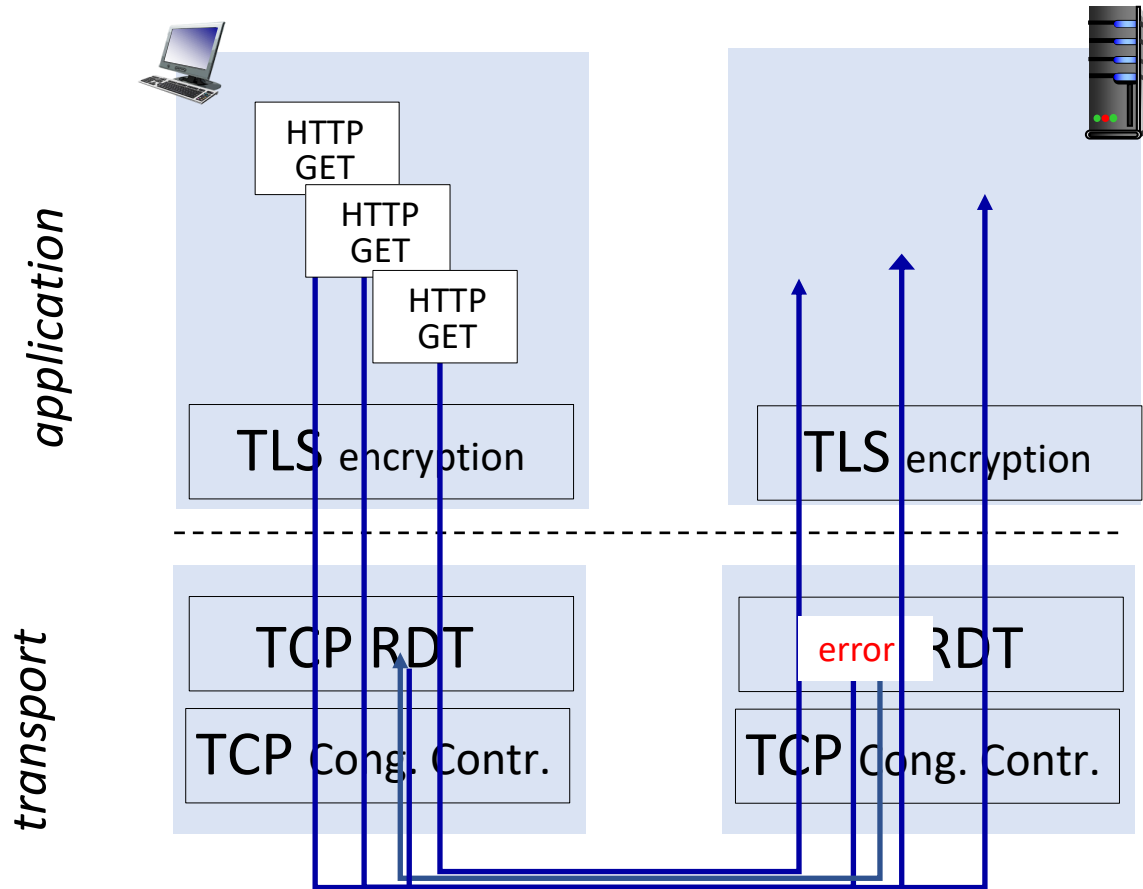 application
HTTP
GET
HTTP
GET
HTTP
GET
TLS encryption
TLS encryption
transport
TCP RDT
error RDT
TCP Cong. Contr.
TCP Cong. Contr.